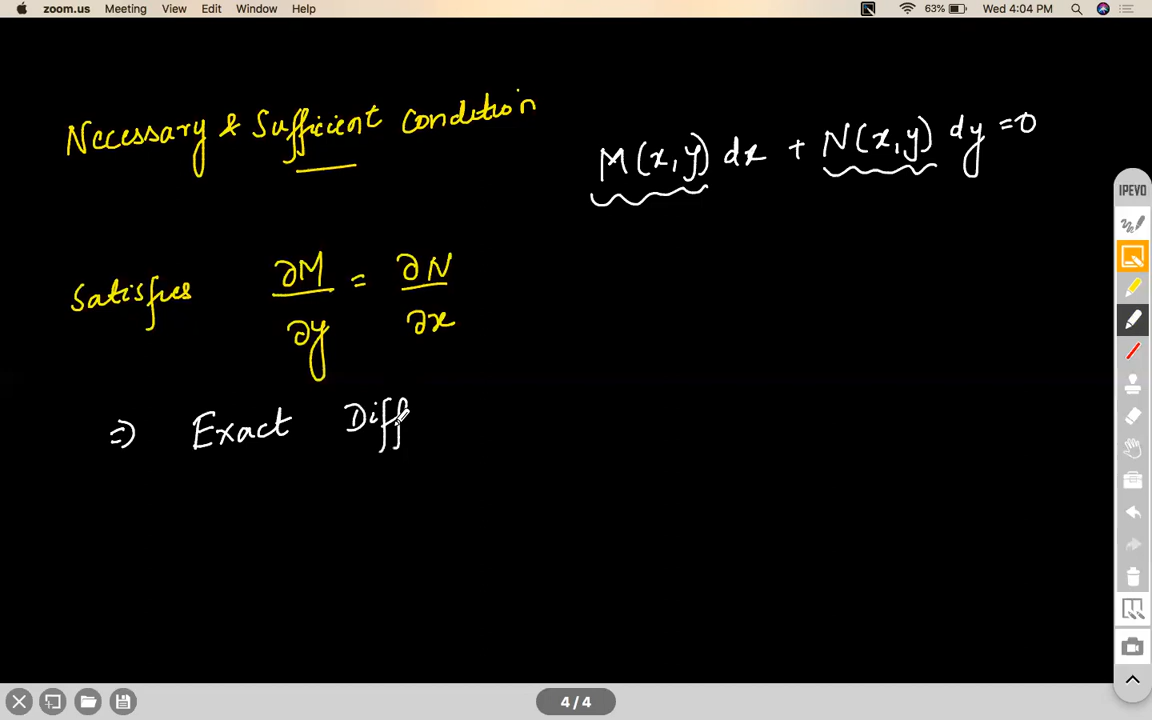 zoom.us Meeting View Edit Window Help 63% Wed 4:04 PM
Necessary & Sufficient Condition
M(x,y) dx + N(x,y) dy =0
IPEVO
Satisfies ∂M/∂y = ∂N/∂x
⇒ Exact Diff
4/4